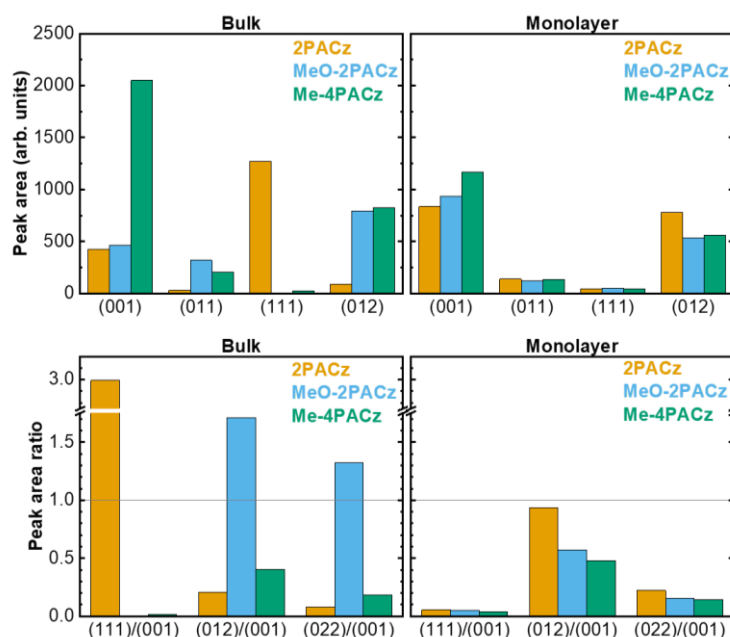 Bulk
Monolayer
2PACz
MeO-2PACz
Me-4PACz
2PACz
MeO-2PACz
Me-4PACz
Peak area (arb. units)
2500
2000
1500
1000
500
0
(001) (011) (111) (012)
(001) (011) (111) (012)
Bulk
Monolayer
2PACz
MeO-2PACz
Me-4PACz
2PACz
MeO-2PACz
Me-4PACz
Peak area ratio
3.0
1.5
1.0
0.5
0.0
(111)/(001) (012)/(001) (022)/(001)
(111)/(001) (012)/(001) (022)/(001)